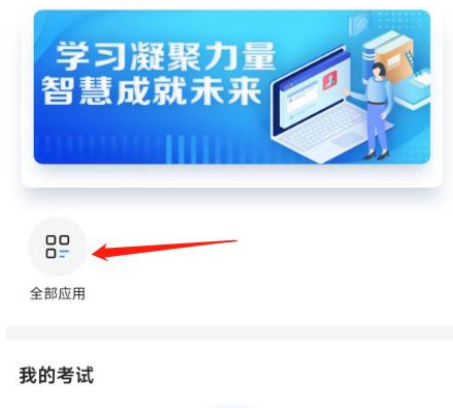 学习凝聚力量
智慧成就未来
全部应用
我的考试